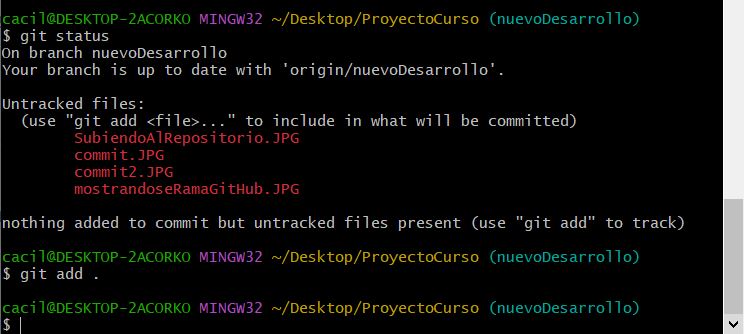 cacil@DESKTOP-2ACORKO MINGW32 ~/Desktop/ProyectoCurso (nuevoDesarrollo)
$ git status
On branch nuevoDesarrollo
Your branch is up to date with 'origin/nuevoDesarrollo'.
Untracked files:
(use "git add <file>..." to include in what will be committed)
SubiendoAlRepositorio.JPG
commit.JPG
commit2.JPG
mostrandoseRamaGitHub.JPG
nothing added to commit but untracked files present (use "git add" to track)
cacil@DESKTOP-2ACORKO MINGW32 ~/Desktop/ProyectoCurso (nuevoDesarrollo)
$ git add .
cacil@DESKTOP-2ACORKO MINGW32 ~/Desktop/ProyectoCurso (nuevoDesarrollo)
$